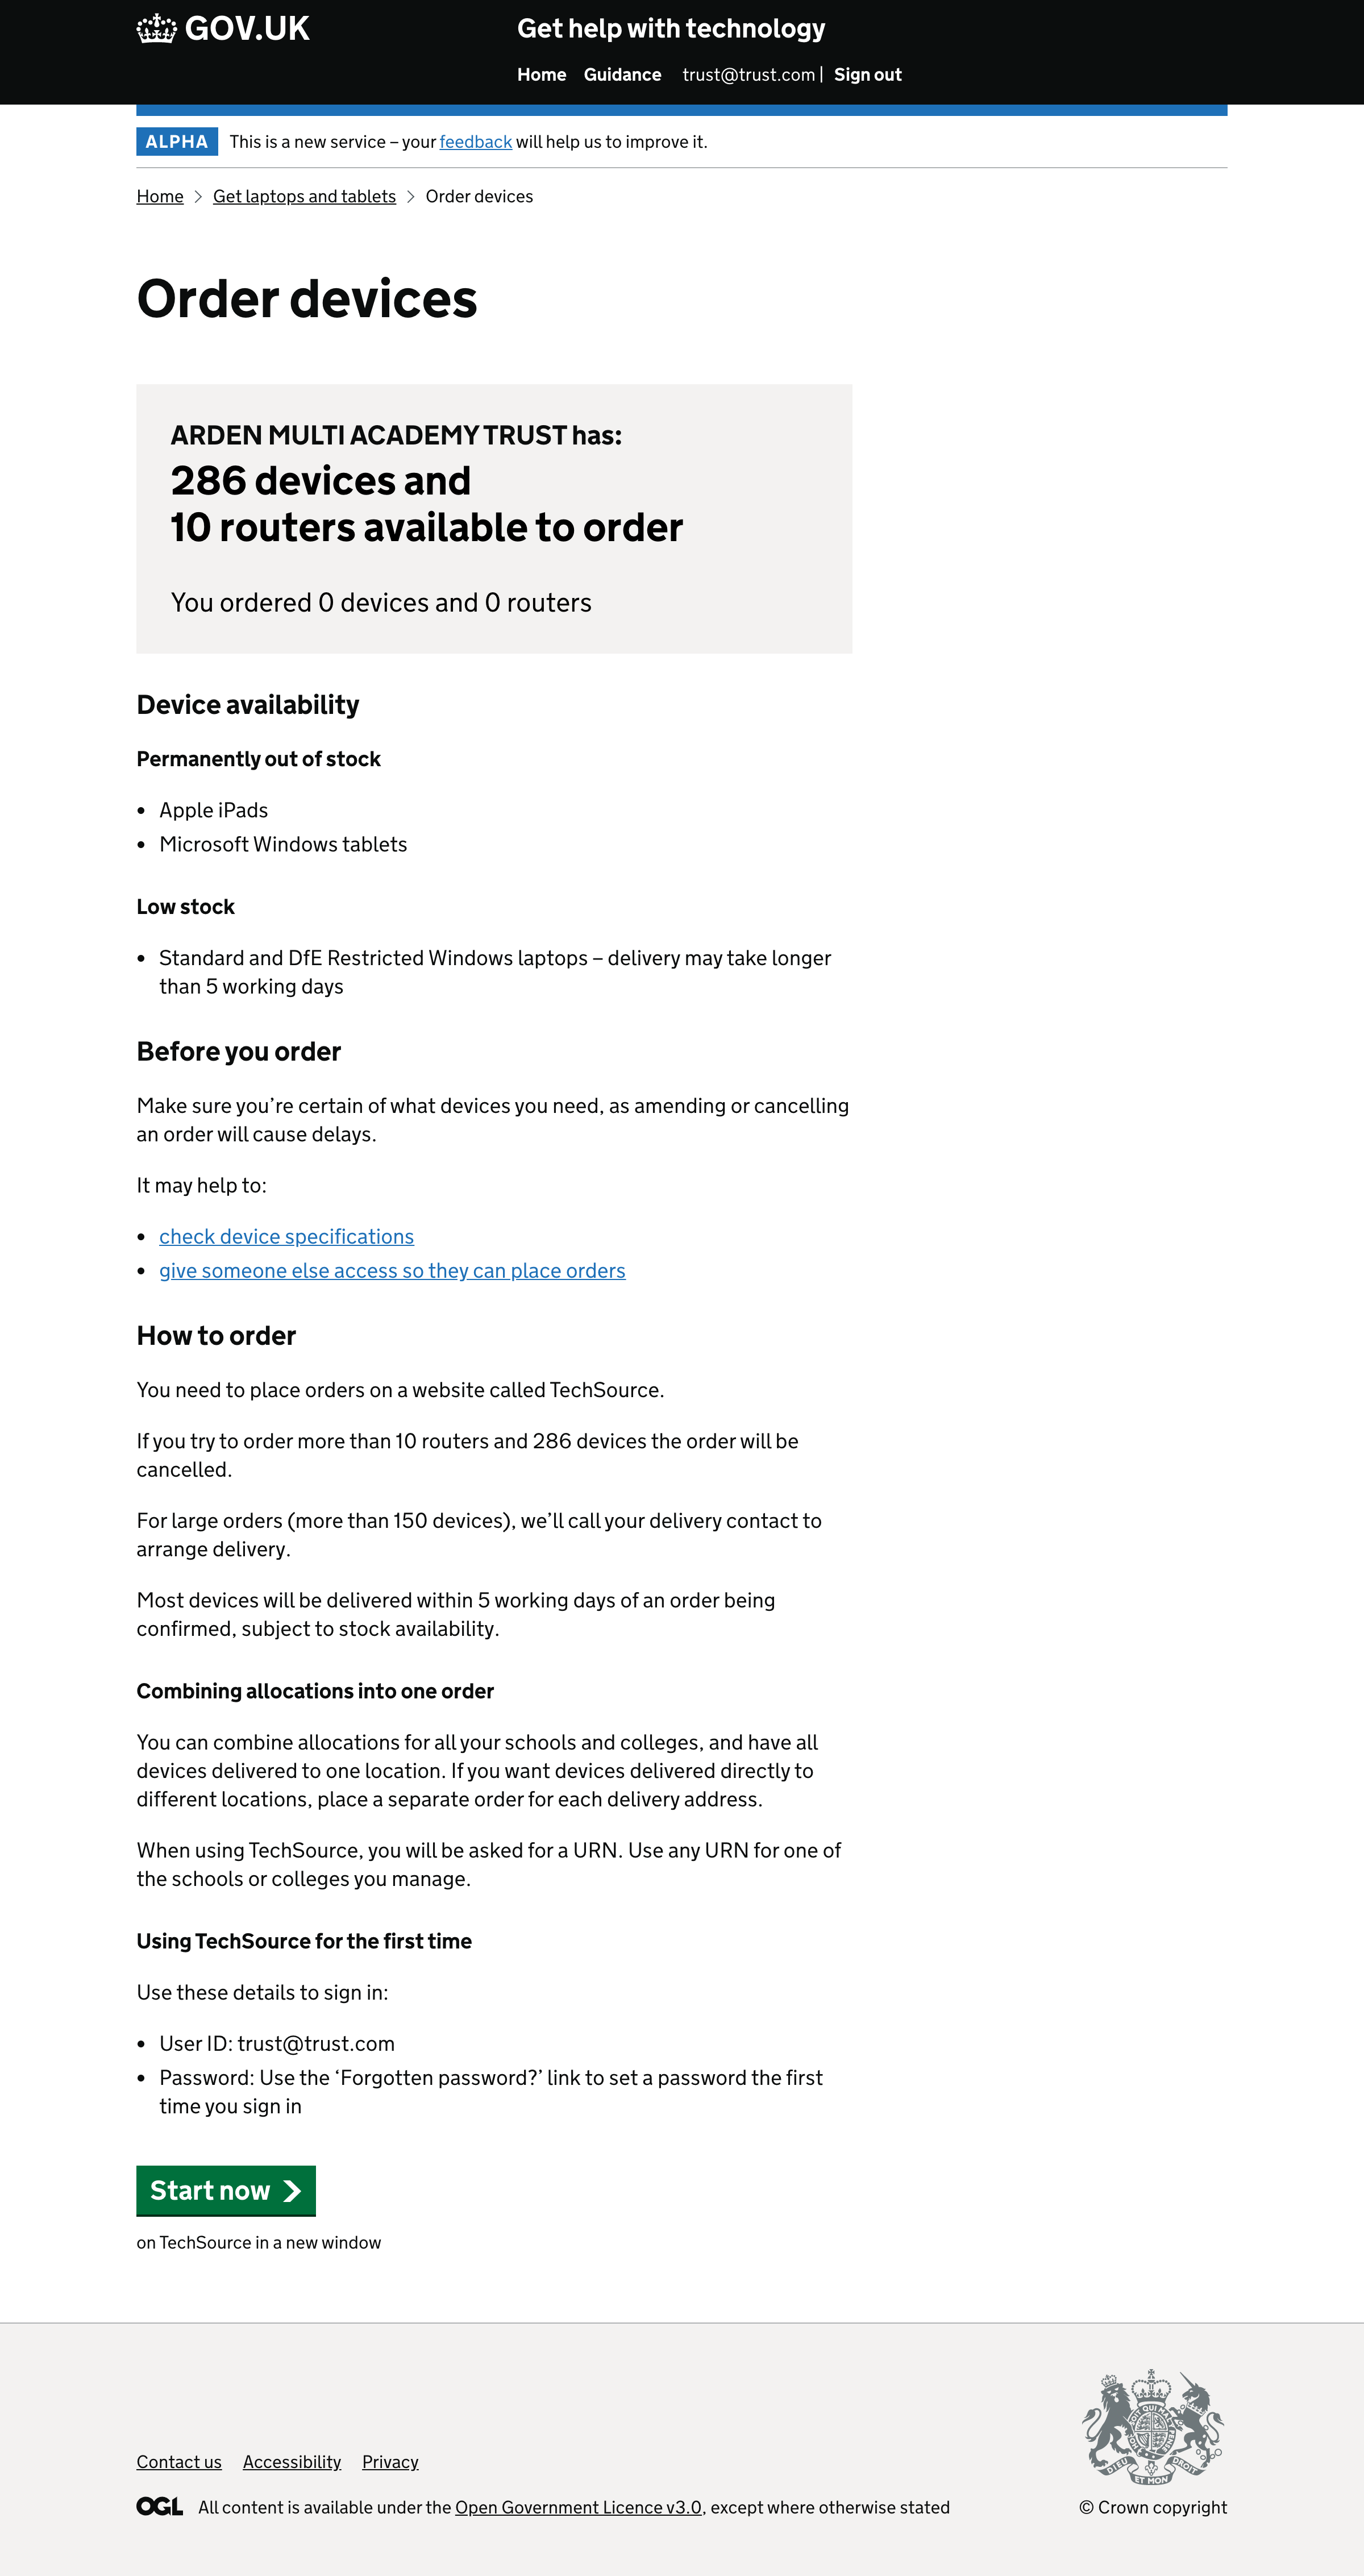 GOV.UK
Get help with technology
Home Guidance trust@trust.com | Sign out
ALPHA This is a new service – your feedback will help us to improve it.
Home > Get laptops and tablets > Order devices
Order devices
ARDEN MULTI ACADEMY TRUST has:
286 devices and
10 routers available to order
You ordered 0 devices and 0 routers
Device availability
Permanently out of stock
• Apple iPads
• Microsoft Windows tablets
Low stock
• Standard and DfE Restricted Windows laptops – delivery may take longer
than 5 working days
Before you order
Make sure you’re certain of what devices you need, as amending or cancelling
an order will cause delays.
It may help to:
• check device specifications
• give someone else access so they can place orders
How to order
You need to place orders on a website called TechSource.
If you try to order more than 10 routers and 286 devices the order will be
cancelled.
For large orders (more than 150 devices), we’ll call your delivery contact to
arrange delivery.
Most devices will be delivered within 5 working days of an order being
confirmed, subject to stock availability.
Combining allocations into one order
You can combine allocations for all your schools and colleges, and have all
devices delivered to one location. If you want devices delivered directly to
different locations, place a separate order for each delivery address.
When using TechSource, you will be asked for a URN. Use any URN for one of
the schools or colleges you manage.
Using TechSource for the first time
Use these details to sign in:
• User ID: trust@trust.com
• Password: Use the ‘Forgotten password?’ link to set a password the first
time you sign in
Start now
on TechSource in a new window
Contact us Accessibility Privacy
OGL All content is available under the Open Government Licence v3.0, except where otherwise stated
DIEU ET MON DROIT
© Crown copyright